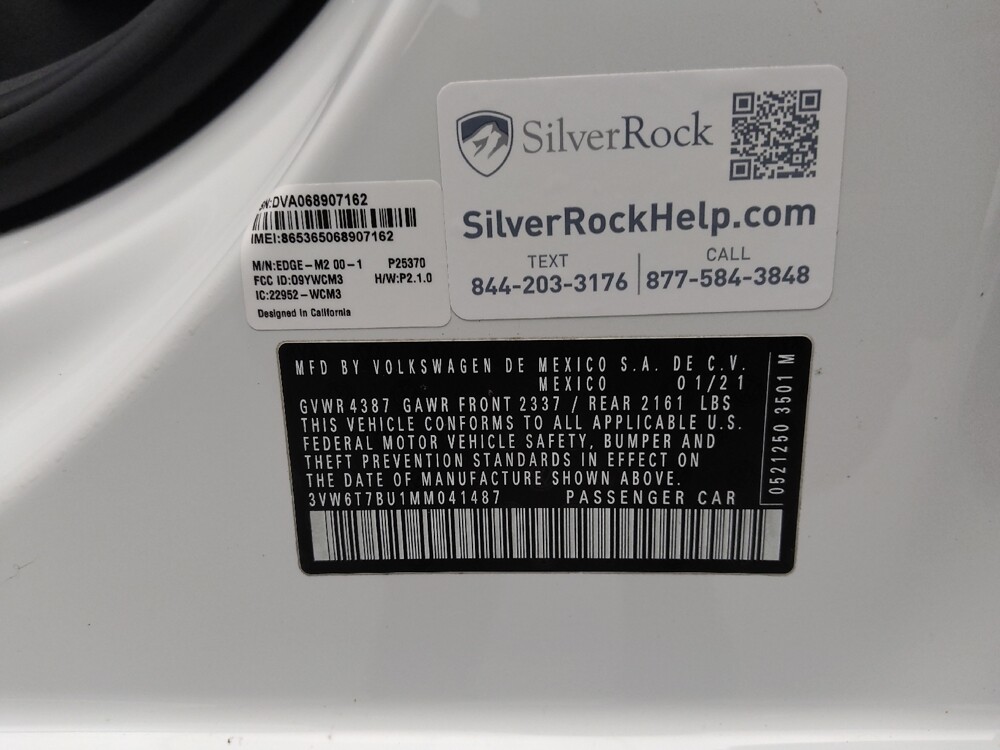 SilverRock
SilverRockHelp.com
TEXT
844-203-3176
CALL
877-584-3848
SN:DVA068907162
IMEI:865365068907162
M/N:EDGE-M2 00-1 P25370
FCC ID:O9YWCM3 H/W:P2.1.0
IC:22952-WCM3
Designed in California
MFD BY VOLKSWAGEN DE MEXICO S.A. DE C.V.
MEXICO 01/21
GVWR 4387 GAWR FRONT 2337 / REAR 2161 LBS
THIS VEHICLE CONFORMS TO ALL APPLICABLE U.S.
FEDERAL MOTOR VEHICLE SAFETY, BUMPER AND
THEFT PREVENTION STANDARDS IN EFFECT ON
THE DATE OF MANUFACTURE SHOWN ABOVE.
3VW6T7BU1MM041487 PASSENGER CAR
0521250 3501 M